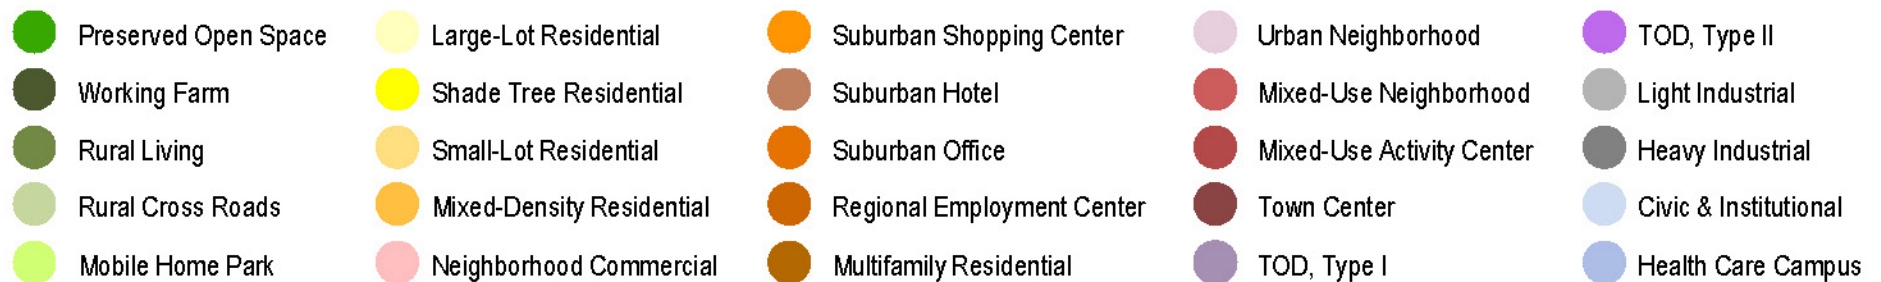 Preserved Open Space
Working Farm
Rural Living
Rural Cross Roads
Mobile Home Park
Large-Lot Residential
Shade Tree Residential
Small-Lot Residential
Mixed-Density Residential
Neighborhood Commercial
Suburban Shopping Center
Suburban Hotel
Suburban Office
Regional Employment Center
Multifamily Residential
Urban Neighborhood
Mixed-Use Neighborhood
Mixed-Use Activity Center
Town Center
TOD, Type I
TOD, Type II
Light Industrial
Heavy Industrial
Civic & Institutional
Health Care Campus